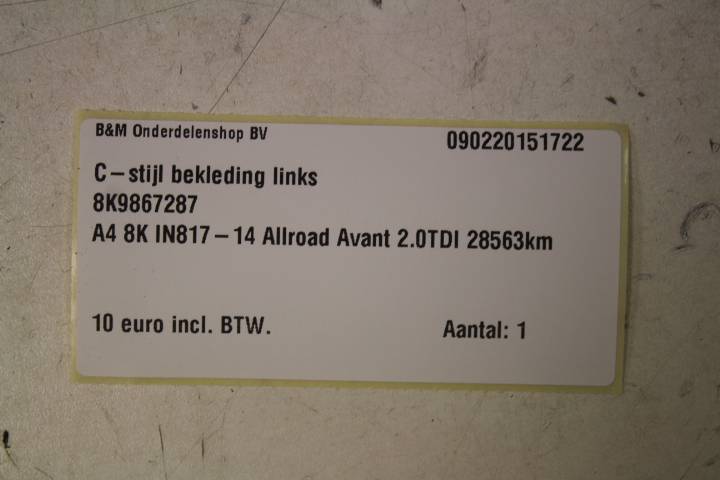 B&M Onderdelenshop BV 090220151722
C-stijl bekleding links
8K9867287
A4 8K IN817-14 Allroad Avant 2.0TDI 28563km
10 euro incl. BTW. Aantal: 1